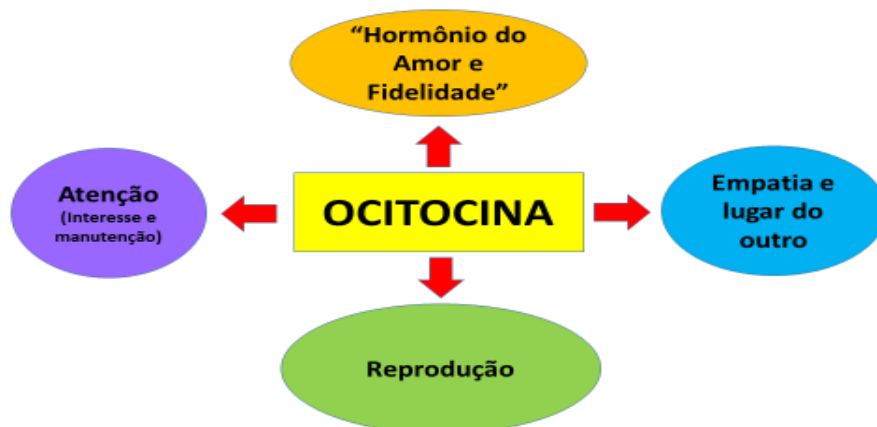 “Hormônio do
Amor e
Fidelidade”
Atenção
(Interesse e
manutenção)
OCITOCINA
Empatia e
lugar do
outro
Reprodução